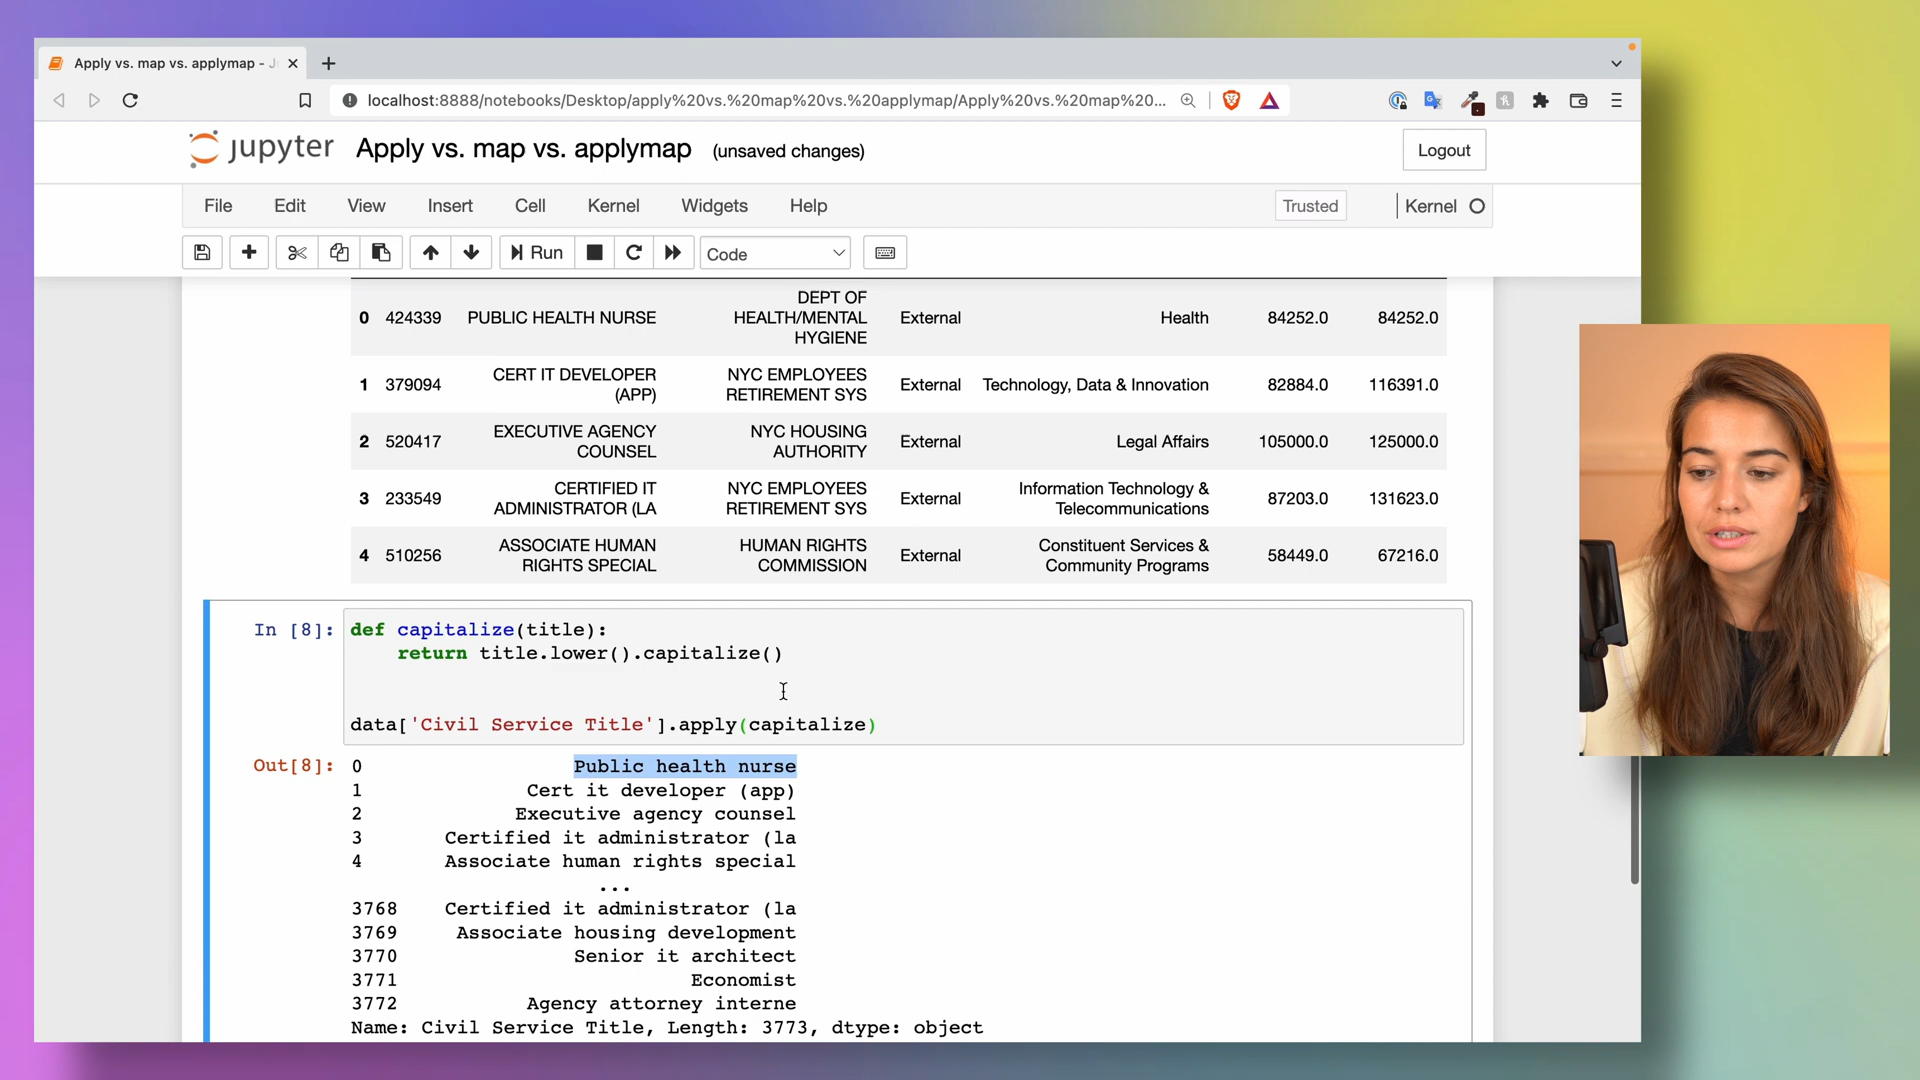 Apply vs. map vs. applymap - J
localhost:8888/notebooks/Desktop/apply%20vs.%20map%20vs.%20applymap/Apply%20vs.%20map%20...
jupyter Apply vs. map vs. applymap (unsaved changes) Logout
File Edit View Insert Cell Kernel Widgets Help Trusted Kernel
Run Code
DEPT OF
0 424339 PUBLIC HEALTH NURSE HEALTH/MENTAL External Health 84252.0 84252.0
HYGIENE
CERT IT DEVELOPER NYC EMPLOYEES
1 379094 External Technology, Data & Innovation 82884.0 116391.0
(APP) RETIREMENT SYS
EXECUTIVE AGENCY NYC HOUSING
2 520417 External Legal Affairs 105000.0 125000.0
COUNSEL AUTHORITY
CERTIFIED IT NYC EMPLOYEES Information Technology &
3 233549 External 87203.0 131623.0
ADMINISTRATOR (LA RETIREMENT SYS Telecommunications
ASSOCIATE HUMAN HUMAN RIGHTS Constituent Services &
4 510256 External 58449.0 67216.0
RIGHTS SPECIAL COMMISSION Community Programs
In [8]: def capitalize(title):
return title.lower().capitalize()
data['Civil Service Title'].apply(capitalize)
Out[8]: 0 Public health nurse
1 Cert it developer (app)
2 Executive agency counsel
3 Certified it administrator (la
4 Associate human rights special
...
3768 Certified it administrator (la
3769 Associate housing development
3770 Senior it architect
3771 Economist
3772 Agency attorney interne
Name: Civil Service Title, Length: 3773, dtype: object